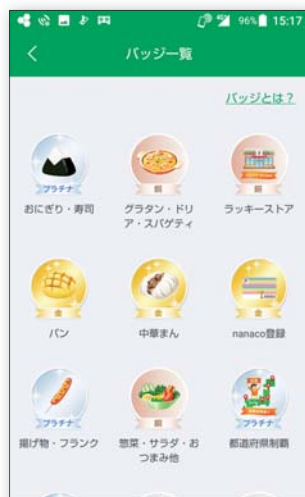 96% 15:17
バッジ一覧
バッジとは？
プラチナ 銅 銅
おにぎり・寿司 グラタン・ドリ ラッキーストア
ア・スパゲティ
金 金 金
パン 中華まん nanaco登録
プラチナ 銅 プラチナ
揚げ物・フランク 惣菜・サラダ・お 都道府県制覇
つまみ他